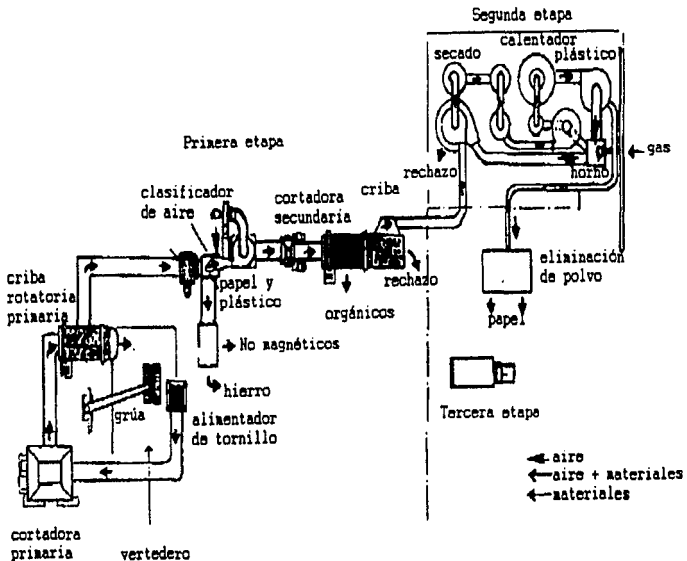 Segunda etapa
calentador
secado
plástico
Primera etapa
rechazo
horno
gas
clasificador
de aire
cortadora
secundaria
criba
criba
rotatoria
primaria
papel y
plástico
rechazo
eliminación
de polvo
orgánicos
papel
No magnéticos
hierro
grúa
alimentador
de tornillo
Tercera etapa
aire
aire + materiales
materiales
cortadora
primaria
vertedero